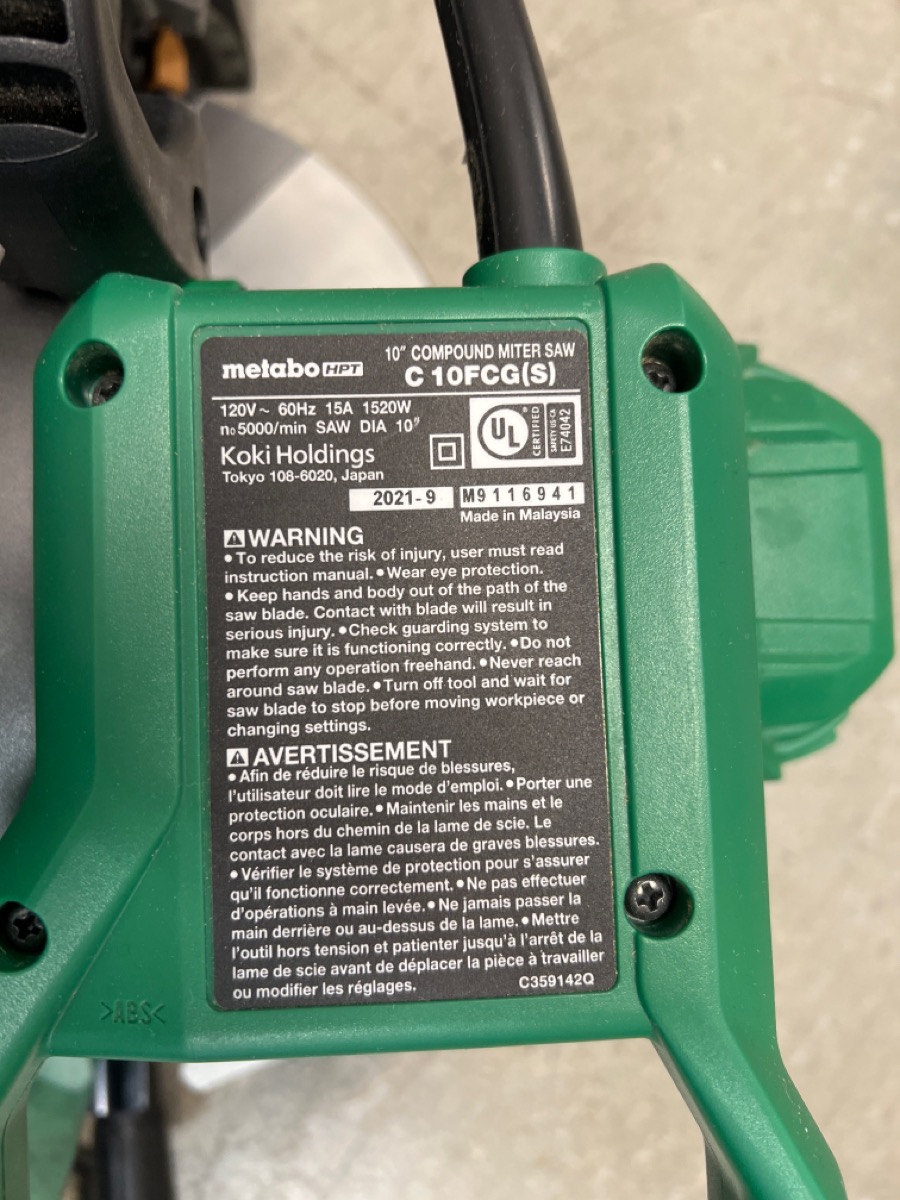 metabo HPT
10" COMPOUND MITER SAW
C 10FCG(S)
120V~ 60Hz 15A 1520W
n₀5000/min SAW DIA 10"
Koki Holdings
Tokyo 108-6020, Japan
UL
®
CERTIFIED
SAFETY US-CA
E74042
2021-9
M9116941
Made in Malaysia
⚠WARNING
• To reduce the risk of injury, user must read
instruction manual. • Wear eye protection.
• Keep hands and body out of the path of the
saw blade. Contact with blade will result in
serious injury. • Check guarding system to
make sure it is functioning correctly. • Do not
perform any operation freehand. • Never reach
around saw blade. • Turn off tool and wait for
saw blade to stop before moving workpiece or
changing settings.
⚠AVERTISSEMENT
• Afin de réduire le risque de blessures,
l'utilisateur doit lire le mode d'emploi. • Porter une
protection oculaire. • Maintenir les mains et le
corps hors du chemin de la lame de scie. Le
contact avec la lame causera de graves blessures.
• Vérifier le système de protection pour s'assurer
qu'il fonctionne correctement. • Ne pas effectuer
d'opérations à main levée. • Ne jamais passer la
main derrière ou au-dessus de la lame. • Mettre
l'outil hors tension et patienter jusqu'à l'arrêt de la
lame de scie avant de déplacer la pièce à travailler
ou modifier les réglages.
C359142Q
>ABS<